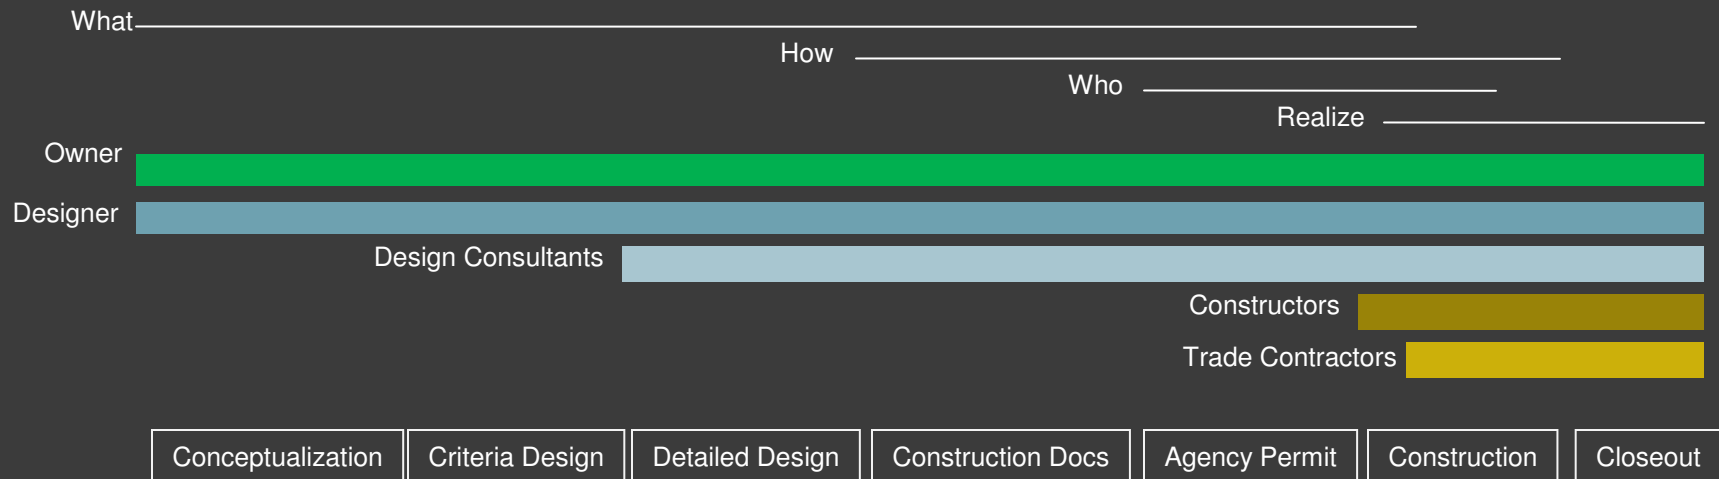 What
How
Who
Realize
Owner
Designer
Design Consultants
Constructors
Trade Contractors
Conceptualization
Criteria Design
Detailed Design
Construction Docs
Agency Permit
Construction
Closeout